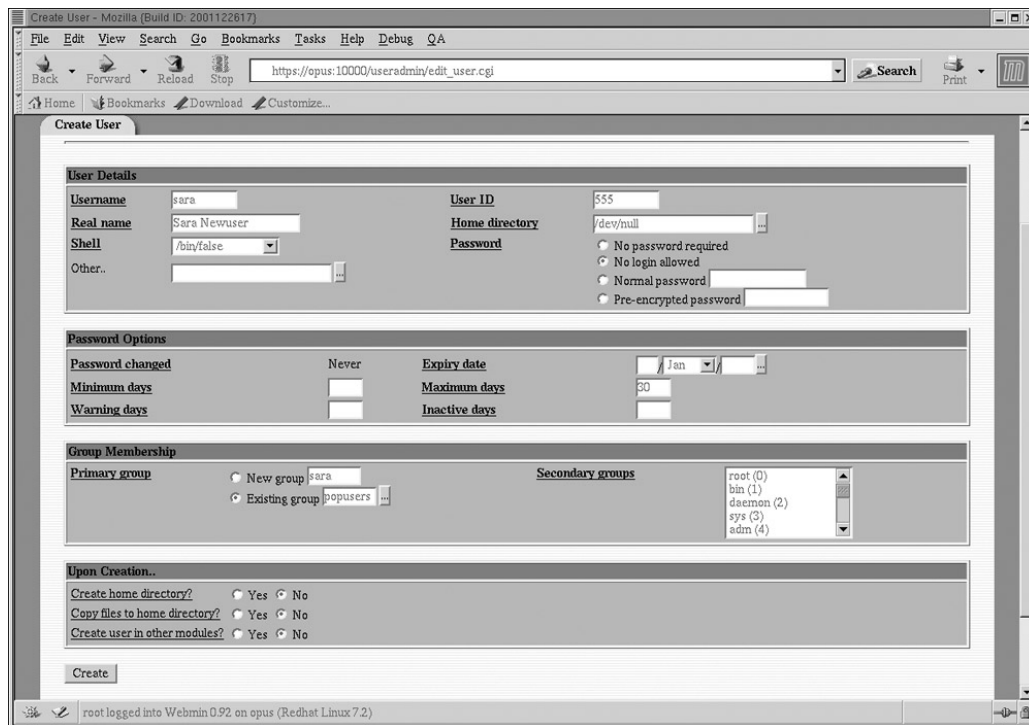 Create User - Mozilla {Build ID: 2001122617}
File Edit View Search Go Bookmarks Tasks Help Debug QA
Back Forward Reload Stop https://opus:10000/useradmin/edit_user.cgi Search Print
Home Bookmarks Download Customize...
Create User
User Details
Username sara User ID 555
Real name Sara Newuser Home directory /dev/null ...
Shell /bin/false Password No password required
No login allowed
Other.. ... Normal password
Pre-encrypted password
Password Options
Password changed Never Expiry date / Jan / ...
Minimum days Maximum days 30
Warning days Inactive days
Group Membership
Primary group New group sara Secondary groups root (0)
Existing group popusers ... bin (1)
daemon (2)
sys (3)
adm (4)
Upon Creation..
Create home directory? Yes No
Copy files to home directory? Yes No
Create user in other modules? Yes No
Create
root logged into Webmin 0.92 on opus (Redhat Linux 7.2)